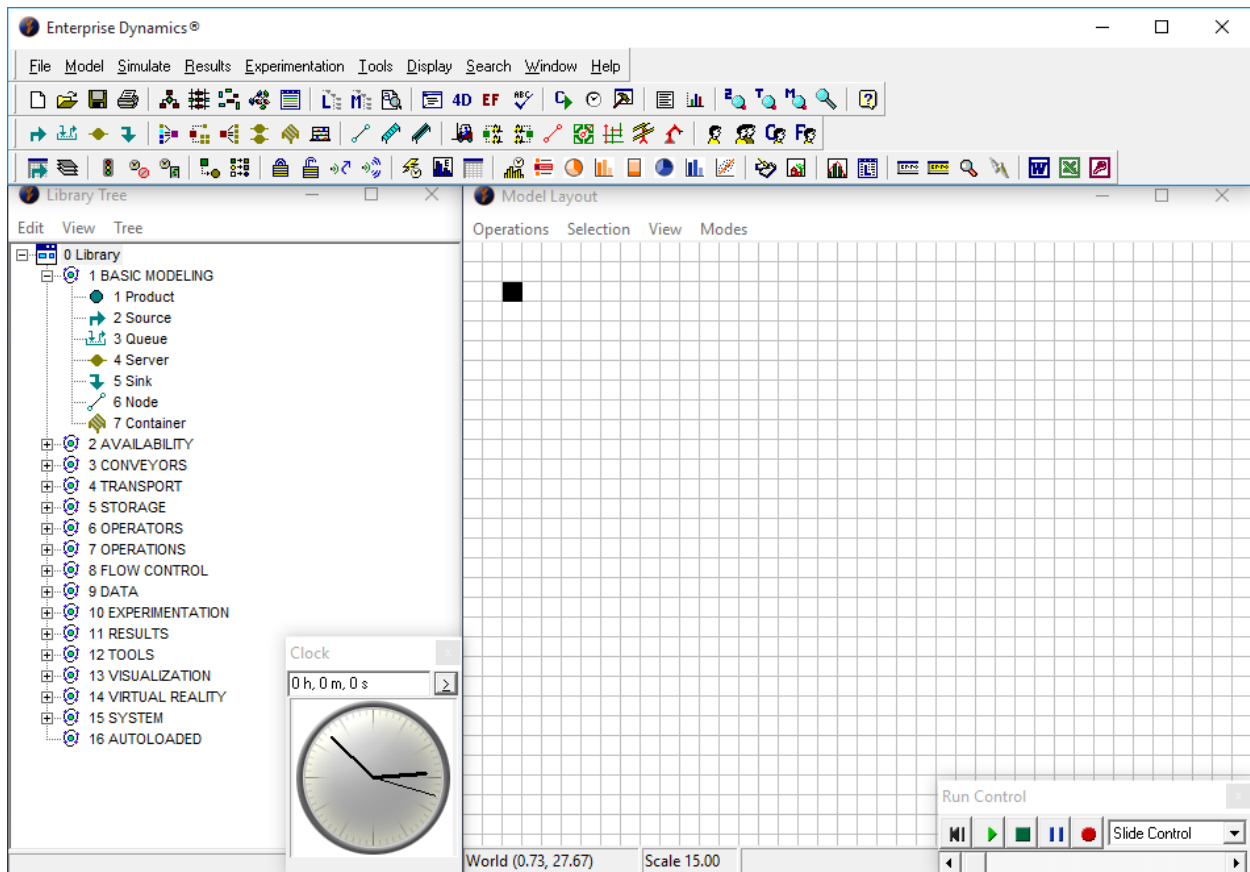 Enterprise Dynamics®
File Model Simulate Results Experimentation Tools Display Search Window Help
4D EF ABC
Library Tree
Edit View Tree
0 Library
1 BASIC MODELING
1 Product
2 Source
3 Queue
4 Server
5 Sink
6 Node
7 Container
2 AVAILABILITY
3 CONVEYORS
4 TRANSPORT
5 STORAGE
6 OPERATORS
7 OPERATIONS
8 FLOW CONTROL
9 DATA
10 EXPERIMENTATION
11 RESULTS
12 TOOLS
13 VISUALIZATION
14 VIRTUAL REALITY
15 SYSTEM
16 AUTOLOADED
Clock
0 h, 0 m, 0 s
Model Layout
Operations Selection View Modes
Run Control
Slide Control
World (0.73, 27.67) Scale 15.00